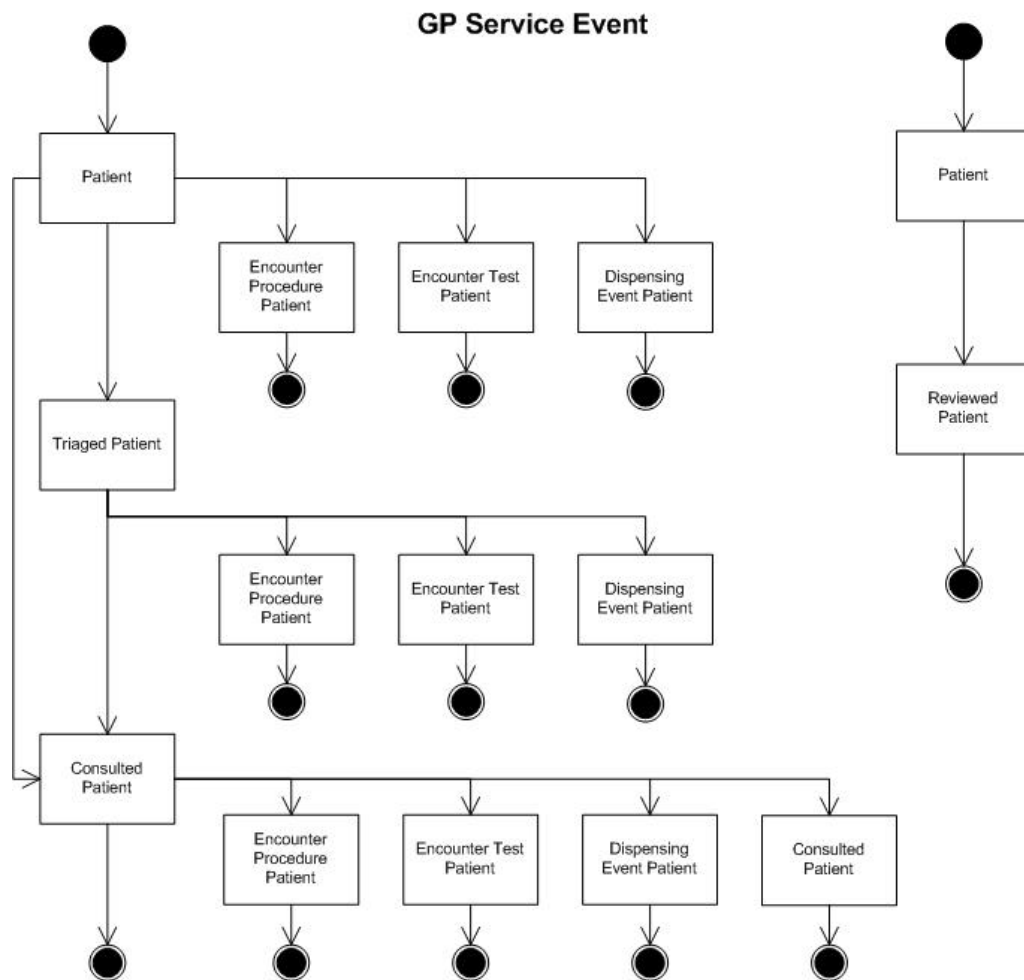 GP Service Event
Patient
Patient
Encounter
Procedure
Patient
Encounter Test
Patient
Dispensing
Event Patient
Triaged Patient
Reviewed
Patient
Encounter
Procedure
Patient
Encounter Test
Patient
Dispensing
Event Patient
Consulted
Patient
Encounter
Procedure
Patient
Encounter Test
Patient
Dispensing
Event Patient
Consulted
Patient